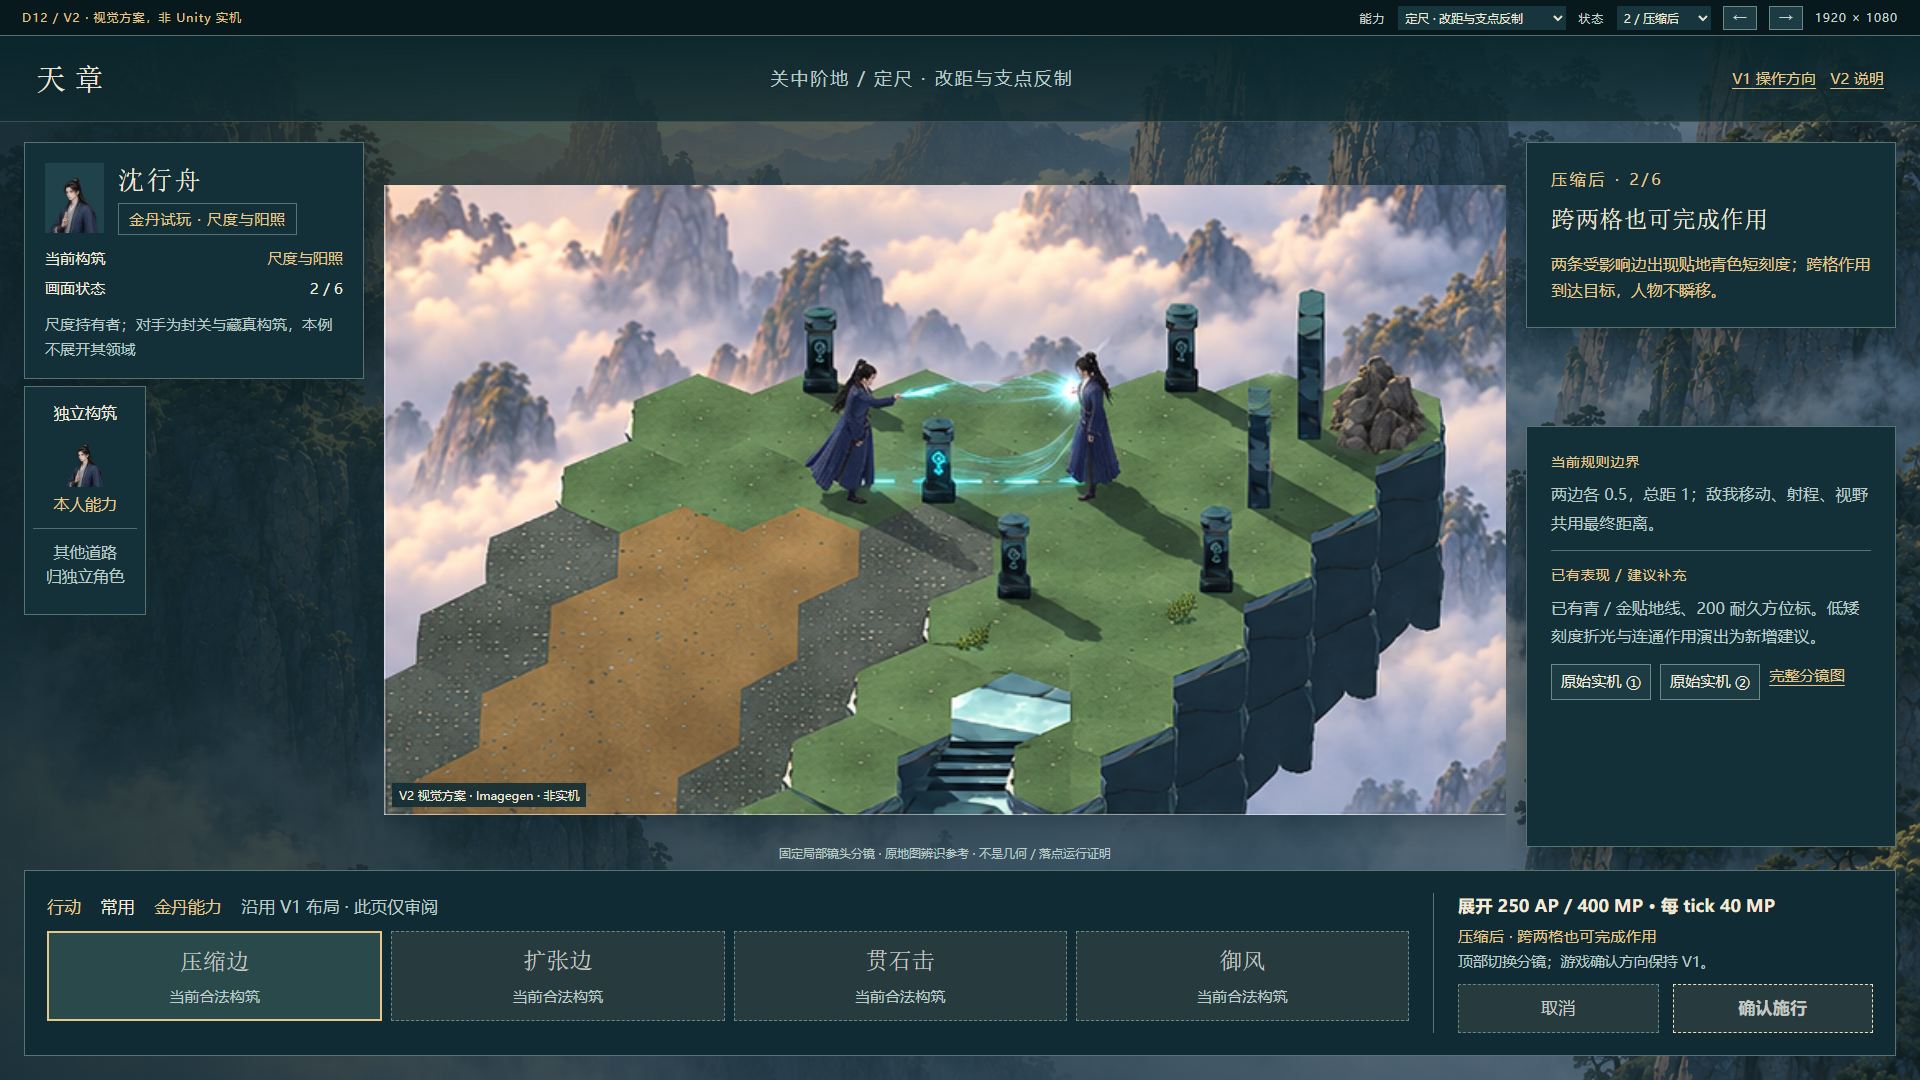 D12 / V2 · 视觉方案，非 Unity 实机
能力 定尺 · 改距与支点反制 状态 2 / 压缩后 ← → 1920 × 1080
天章
关中阶地 / 定尺 · 改距与支点反制
V1 操作方向 V2 说明
沈行舟
金丹试玩 · 尺度与阳照
当前构筑 尺度与阳照
画面状态 2 / 6
尺度持有者；对手为封关与藏真构筑，本例
不展开其领域
独立构筑
本人能力
其他道路
归独立角色
V2 视觉方案 · Imagegen · 非实机
固定局部镜头分镜 · 原地图辨识参考 · 不是几何 / 落点运行证明
压缩后 · 2/6
跨两格也可完成作用
两条受影响边出现贴地青色短刻度；跨格作用
到达目标，人物不瞬移。
当前规则边界
两边各 0.5，总距 1；敌我移动、射程、视野
共用最终距离。
已有表现 / 建议补充
已有青 / 金贴地线、200 耐久方位标。低矮
刻度折光与连通作用演出为新增建议。
原始实机 ① 原始实机 ② 完整分镜图
行动 常用 金丹能力 沿用 V1 布局 · 此页仅审阅
压缩边
当前合法构筑
扩张边
当前合法构筑
贯石击
当前合法构筑
御风
当前合法构筑
展开 250 AP / 400 MP • 每 tick 40 MP
压缩后 · 跨两格也可完成作用
顶部切换分镜；游戏确认方向保持 V1。
取消 确认施行